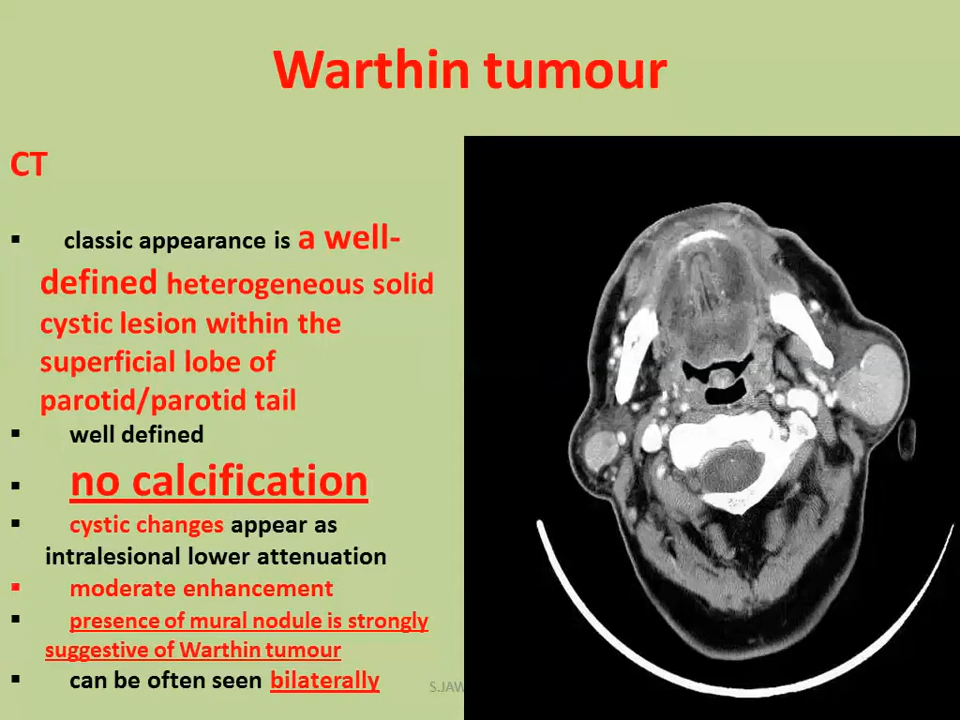 Warthin tumour
CT
▪ classic appearance is a well-
defined heterogeneous solid
cystic lesion within the
superficial lobe of
parotid/parotid tail
▪ well defined
▪ no calcification
▪ cystic changes appear as
intralesional lower attenuation
▪ moderate enhancement
▪ presence of mural nodule is strongly
suggestive of Warthin tumour
▪ can be often seen bilaterally